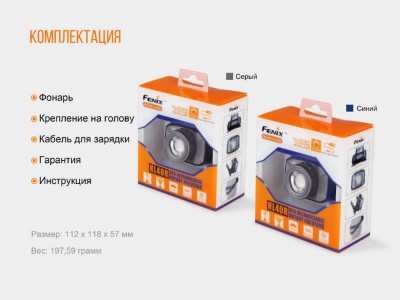 КОМПЛЕКТАЦИЯ
Серый
Синий
Фонарь
Крепление на голову
Кабель для зарядки
Гарантия
Инструкция
Размер: 112 x 118 x 57 мм
Вес: 197,59 грамм
FENIX
HL40R
FENIX
HL40R